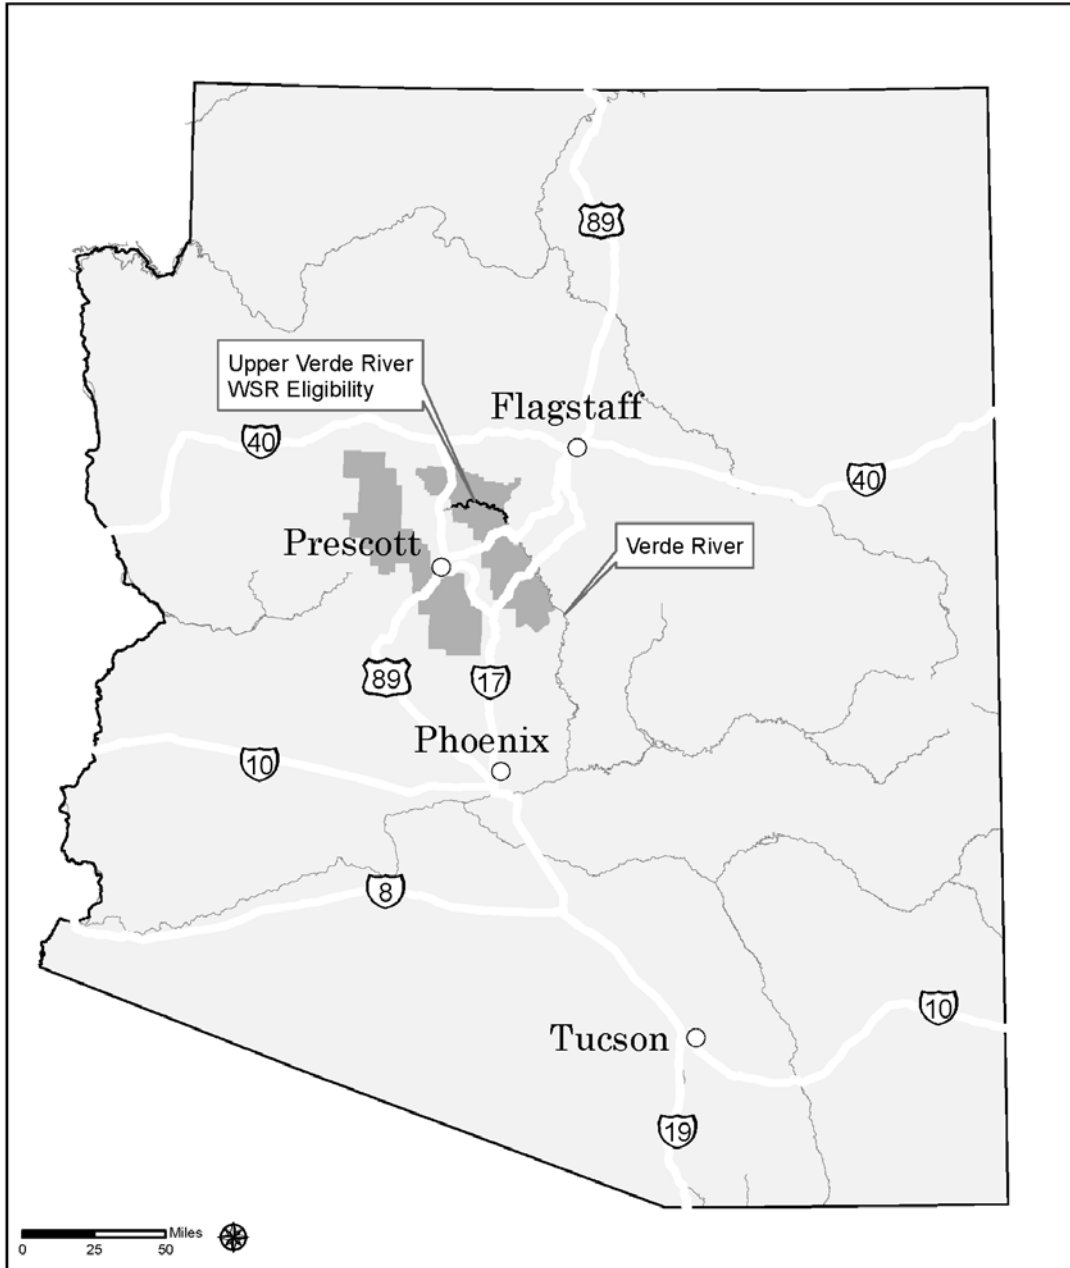 89
Upper Verde River
WSR Eligibility
Flagstaff
40
40
Prescott
Verde River
89
17
Phoenix
10
8
10
Tucson
19
Miles
0 25 50